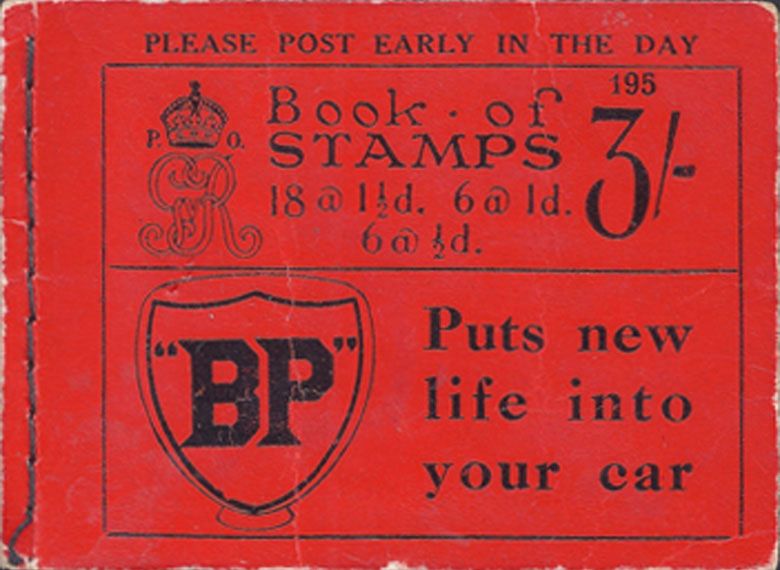 PLEASE POST EARLY IN THE DAY
195
P. O.
GR
Book · of
STAMPS
3/-
18 @ 1½d. 6 @ 1d.
6 @ ½d.
"BP"
Puts new
life into
your car